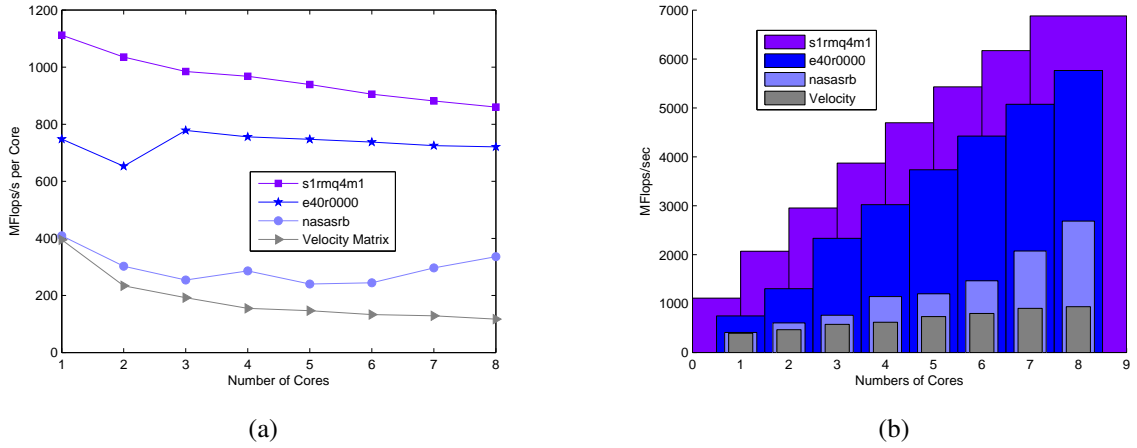 1200
1000
800
600
400
200
0
MFlops/s per Core
s1rmq4m1
e40r0000
nasasrb
Velocity Matrix
1 2 3 4 5 6 7 8
Number of Cores
(a)
7000
6000
5000
4000
3000
2000
1000
0
MFlops/sec
s1rmq4m1
e40r0000
nasasrb
Velocity
0 1 2 3 4 5 6 7 8 9
Numbers of Cores
(b)